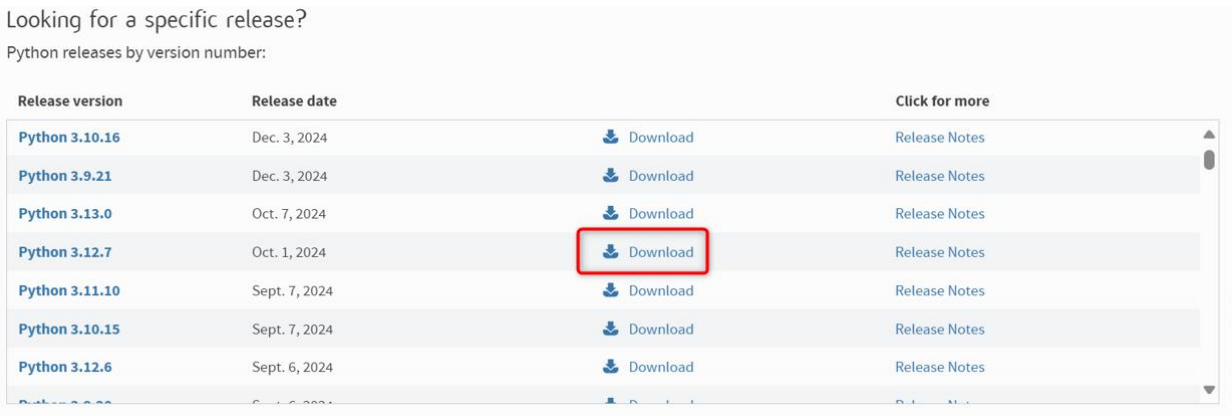 Looking for a specific release?
Python releases by version number:
Release version Release date Click for more
Python 3.10.16 Dec. 3, 2024 Download Release Notes
Python 3.9.21 Dec. 3, 2024 Download Release Notes
Python 3.13.0 Oct. 7, 2024 Download Release Notes
Python 3.12.7 Oct. 1, 2024 Download Release Notes
Python 3.11.10 Sept. 7, 2024 Download Release Notes
Python 3.10.15 Sept. 7, 2024 Download Release Notes
Python 3.12.6 Sept. 6, 2024 Download Release Notes